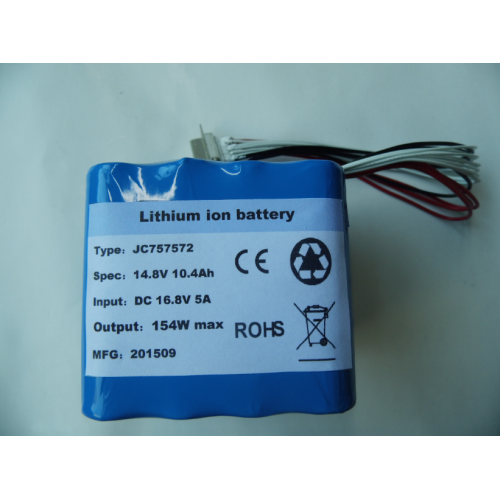 Lithium ion battery
Type：JC757572
Spec：14.8V 10.4Ah
Input：DC 16.8V 5A
Output：154W max
MFG：201509
CE
ROHS